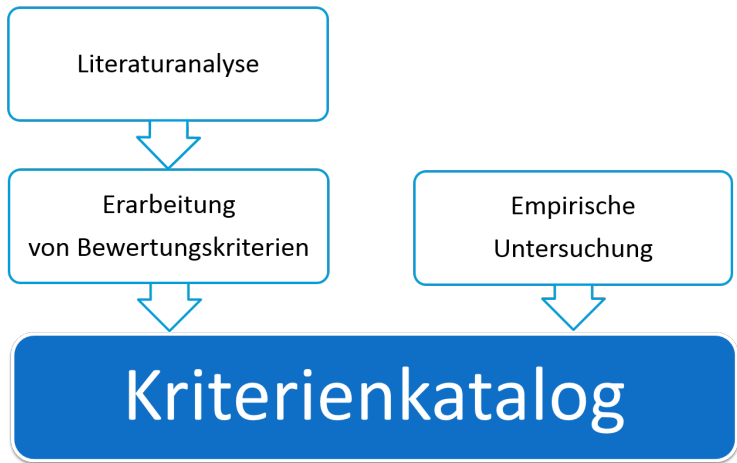 Literaturanalyse
Erarbeitung
von Bewertungskriterien
Empirische
Untersuchung
Kriterienkatalog